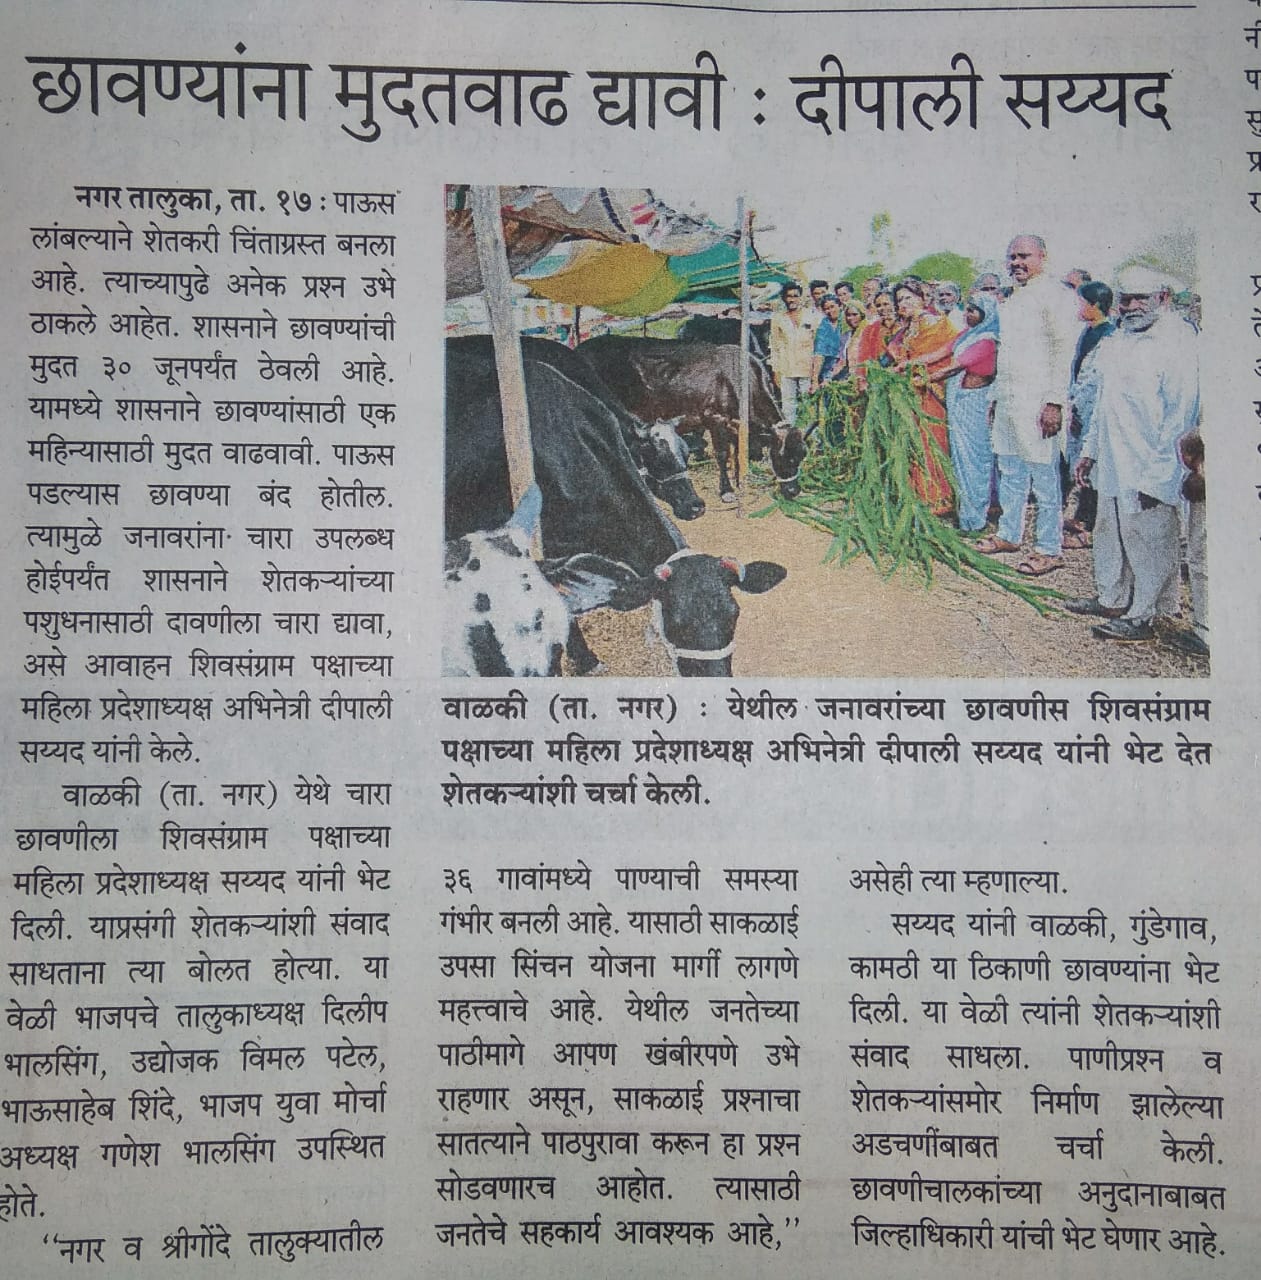 छावण्यांना मुदतवाढ द्यावी : दीपाली सय्यद
नगर तालुका, ता. १७ : पाऊस
लांबल्याने शेतकरी चिंताग्रस्त बनला
आहे. त्याच्यापुढे अनेक प्रश्न उभे
ठाकले आहेत. शासनाने छावण्यांची
मुदत ३० जूनपर्यंत ठेवली आहे.
यामध्ये शासनाने छावण्यांसाठी एक
महिन्यासाठी मुदत वाढवावी. पाऊस
पडल्यास छावण्या बंद होतील.
त्यामुळे जनावरांना चारा उपलब्ध
होईपर्यंत शासनाने शेतकऱ्यांच्या
पशुधनासाठी दावणीला चारा द्यावा,
असे आवाहन शिवसंग्राम पक्षाच्या
महिला प्रदेशाध्यक्ष अभिनेत्री दीपाली
सय्यद यांनी केले.
वाळकी (ता. नगर) येथे चारा
छावणीला शिवसंग्राम पक्षाच्या
महिला प्रदेशाध्यक्ष सय्यद यांनी भेट
दिली. याप्रसंगी शेतकऱ्यांशी संवाद
साधताना त्या बोलत होत्या. या
वेळी भाजपचे तालुकाध्यक्ष दिलीप
भालसिंग, उद्योजक विमल पटेल,
भाऊसाहेब शिंदे, भाजप युवा मोर्चा
अध्यक्ष गणेश भालसिंग उपस्थित
होते.
‘‘नगर व श्रीगोंदे तालुक्यातील
वाळकी (ता. नगर) : येथील जनावरांच्या छावणीस शिवसंग्राम
पक्षाच्या महिला प्रदेशाध्यक्ष अभिनेत्री दीपाली सय्यद यांनी भेट देत
शेतकऱ्यांशी चर्चा केली.
३६ गावांमध्ये पाण्याची समस्या
गंभीर बनली आहे. यासाठी साकळाई
उपसा सिंचन योजना मार्गी लागणे
महत्त्वाचे आहे. येथील जनतेच्या
पाठीमागे आपण खंबीरपणे उभे
राहणार असून, साकळाई प्रश्नाचा
सातत्याने पाठपुरावा करून हा प्रश्न
सोडवणारच आहोत. त्यासाठी
जनतेचे सहकार्य आवश्यक आहे,’’
असेही त्या म्हणाल्या.
सय्यद यांनी वाळकी, गुंडेगाव,
कामठी या ठिकाणी छावण्यांना भेट
दिली. या वेळी त्यांनी शेतकऱ्यांशी
संवाद साधला. पाणीप्रश्न व
शेतकऱ्यांसमोर निर्माण झालेल्या
अडचणींबाबत चर्चा केली.
छावणीचालकांच्या अनुदानाबाबत
जिल्हाधिकारी यांची भेट घेणार आहे.